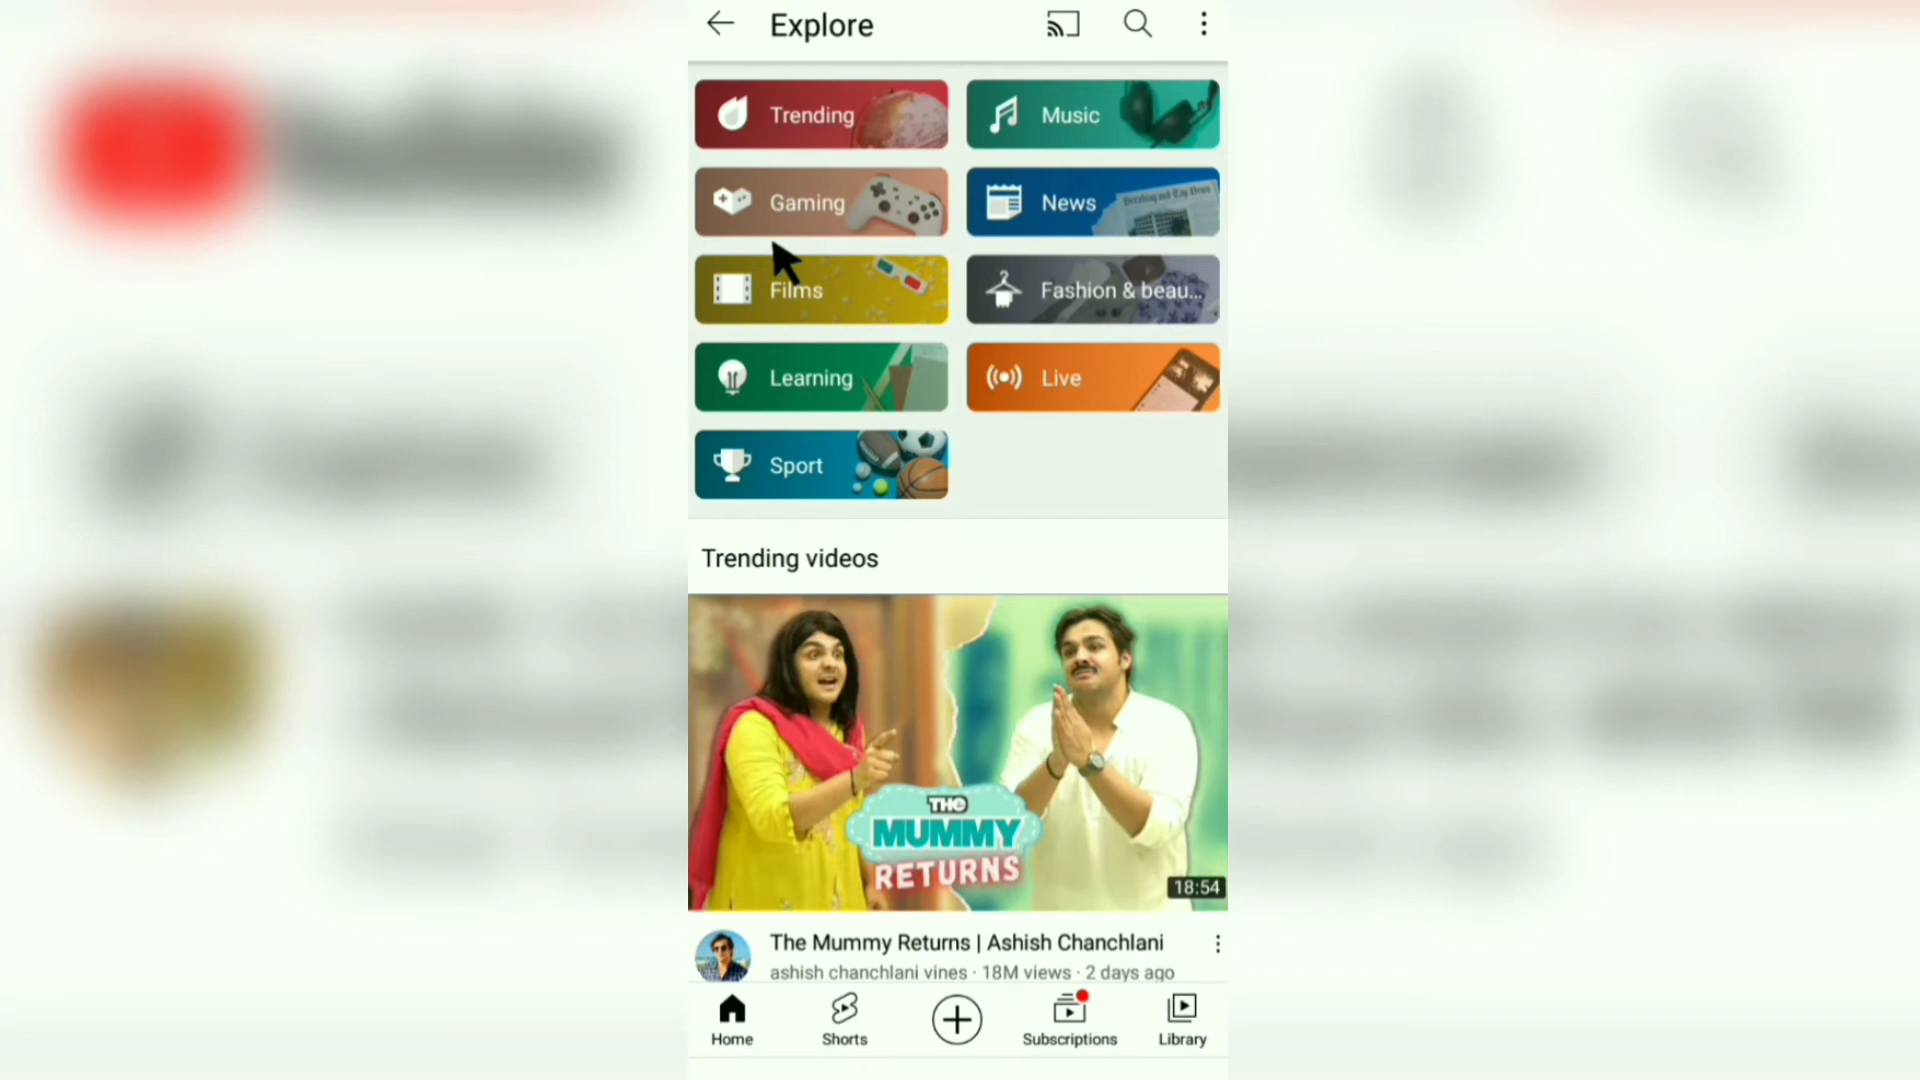 Explore
Trending
Music
Gaming
News
Films
Fashion & beau...
Learning
Live
Sport
Trending videos
THE
MUMMY
RETURNS
18:54
The Mummy Returns | Ashish Chanchlani
ashish chanchlani vines · 18M views · 2 days ago
Home
Shorts
Subscriptions
Library